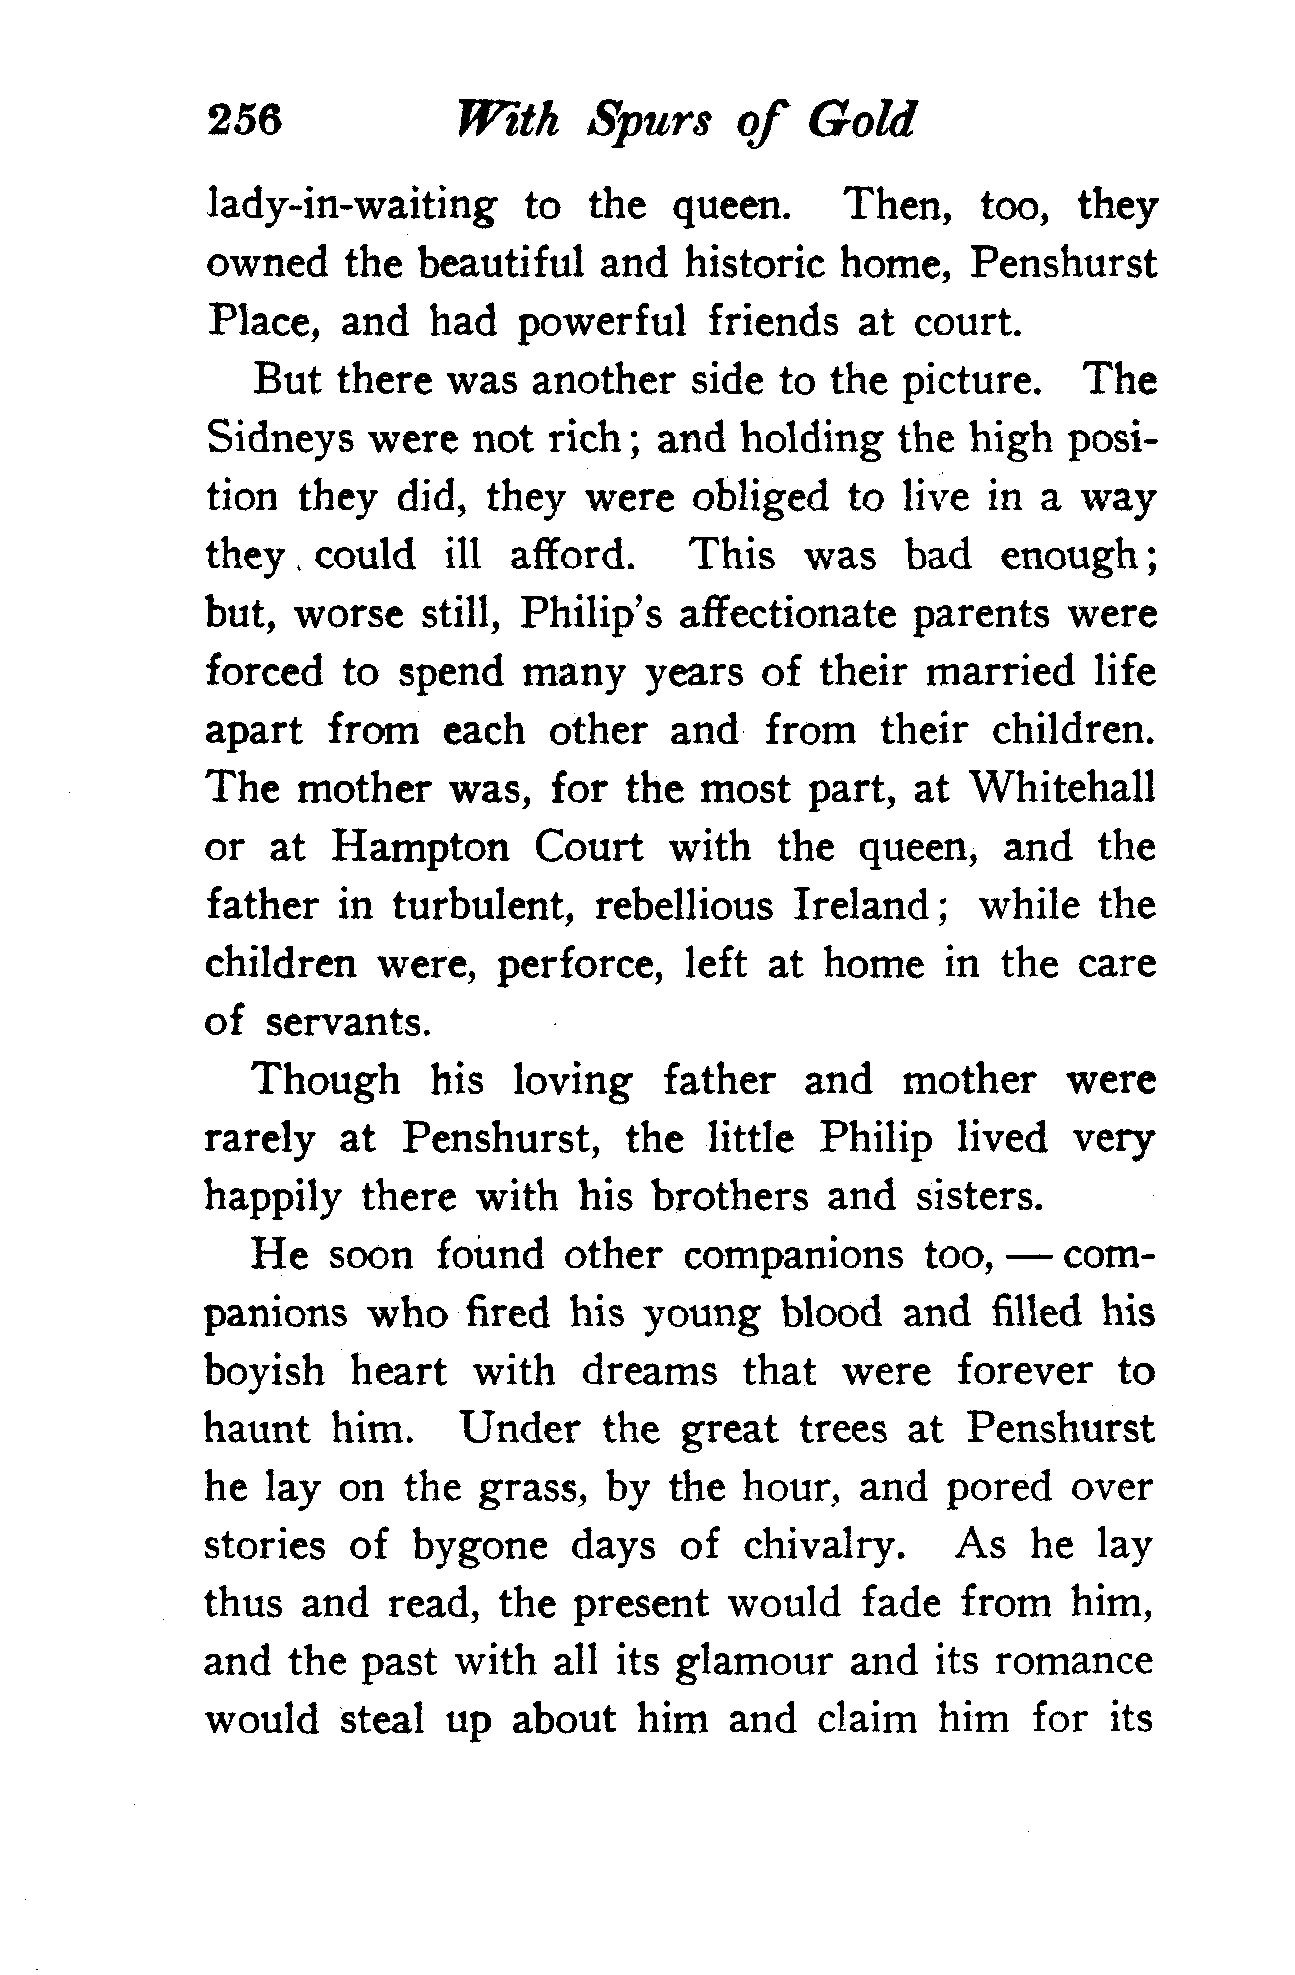 256 With Spurs of Gold
lady-in-waiting to the queen. Then, too, they
owned the beautiful and historic home, Penshurst
Place, and had powerful friends at court.
But there was another side to the picture. The
Sidneys were not rich; and holding the high posi-
tion they did, they were obliged to live in a way
they could ill afford. This was bad enough;
but, worse still, Philip's affectionate parents were
forced to spend many years of their married life
apart from each other and from their children.
The mother was, for the most part, at Whitehall
or at Hampton Court with the queen, and the
father in turbulent, rebellious Ireland; while the
children were, perforce, left at home in the care
of servants.
Though his loving father and mother were
rarely at Penshurst, the little Philip lived very
happily there with his brothers and sisters.
He soon found other companions too, — com-
panions who fired his young blood and filled his
boyish heart with dreams that were forever to
haunt him. Under the great trees at Penshurst
he lay on the grass, by the hour, and pored over
stories of bygone days of chivalry. As he lay
thus and read, the present would fade from him,
and the past with all its glamour and its romance
would steal up about him and claim him for its